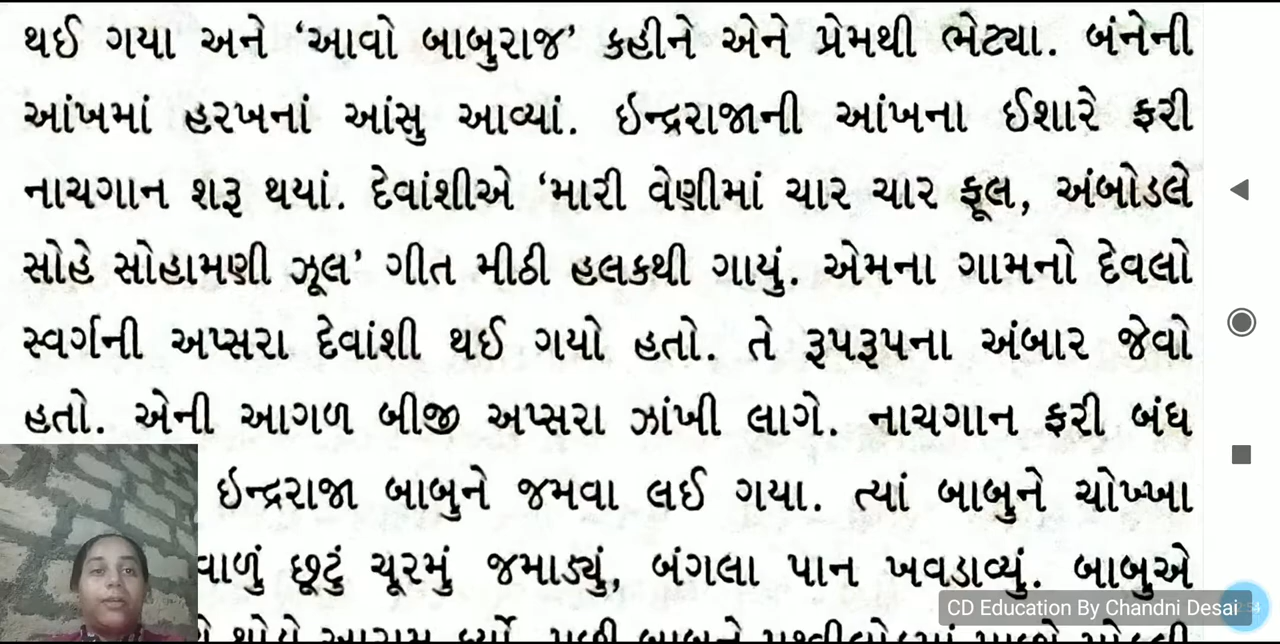 થઈ ગયા અને ‘આવો બાબુરાજ’ કહીને એને પ્રેમથી ભેટ્યા. બંનેની
આંખમાં હરખનાં આંસુ આવ્યાં. ઇન્દ્રરાજાની આંખના ઈશારે ફરી
નાચગાન શરૂ થયાં. દેવાંશીએ ‘મારી વેણીમાં ચાર ચાર ફૂલ, અંબોડલે
સોહે સોહામણી ઝૂલ’ ગીત મીઠી હલકથી ગાયું. એમના ગામનો દેવલો
સ્વર્ગની અપ્સરા દેવાંશી થઈ ગયો હતો. તે રૂપરૂપના અંબાર જેવો
હતો. એની આગળ બીજી અપ્સરા ઝાંખી લાગે. નાચગાન ફરી બંધ
ઇન્દ્રરાજા બાબુને જમવા લઈ ગયા. ત્યાં બાબુને ચોખ્ખા
વાળું છૂટું ચૂરમું જમાડ્યું, બંગલા પાન ખવડાવ્યું. બાબુએ
CD Education By Chandni Desai